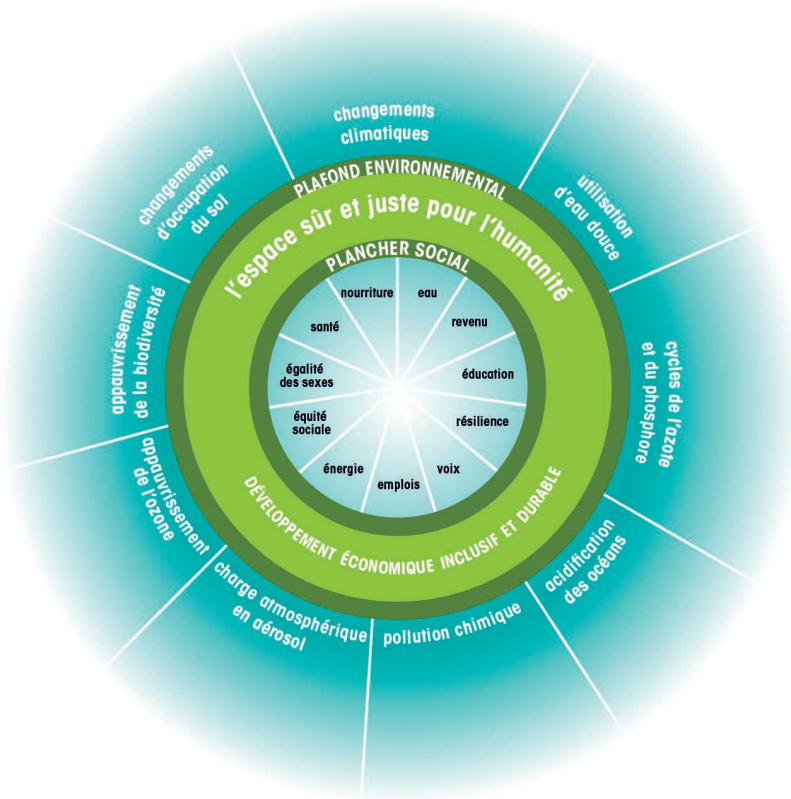 changements
climatiques
utilisation
d'eau douce
cycles de l'azote
et du phosphore
acidification
des océans
pollution chimique
charge atmosphérique
en aérosol
appauvrissement
de l'ozone
appauvrissement
de la biodiversité
changements
d'occupation
du sol
PLAFOND ENVIRONNEMENTAL
l'espace sûr et juste pour l'humanité
PLANCHER SOCIAL
eau
revenu
éducation
résilience
voix
emplois
énergie
équité
sociale
égalité
des sexes
santé
nourriture
DÉVELOPPEMENT ÉCONOMIQUE INCLUSIF ET DURABLE